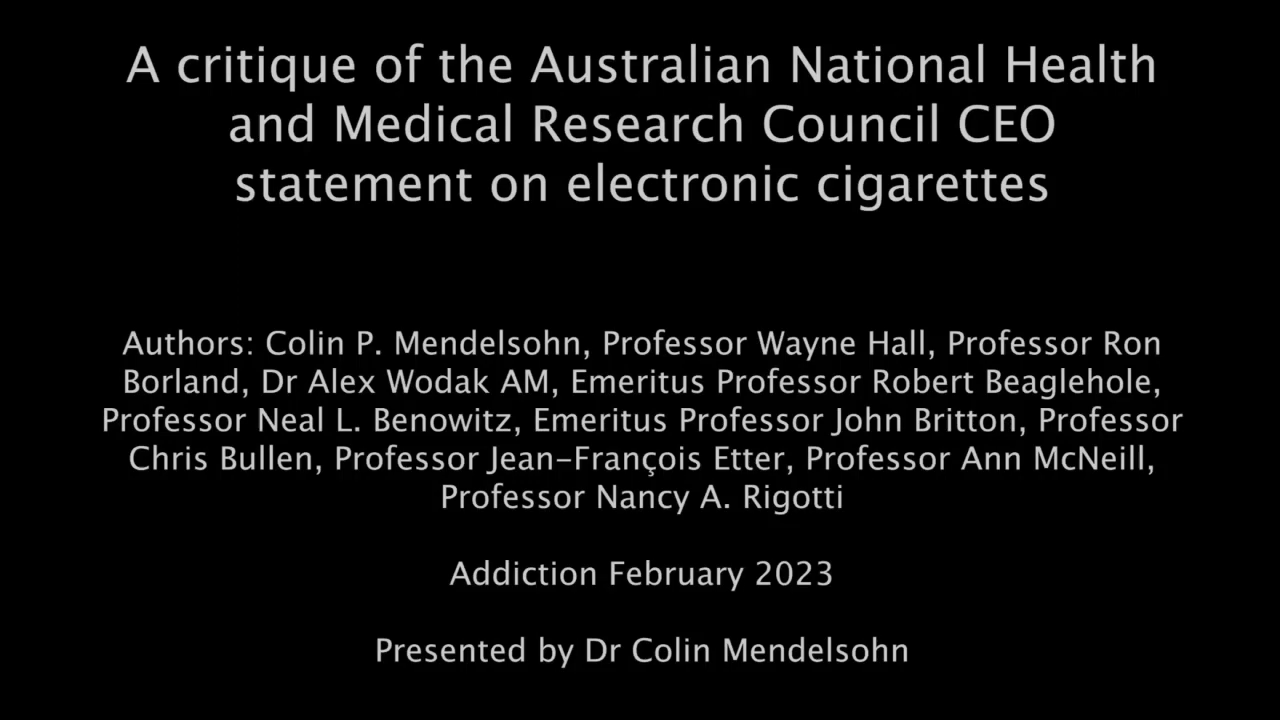 A critique of the Australian National Health
and Medical Research Council CEO
statement on electronic cigarettes
Authors: Colin P. Mendelsohn, Professor Wayne Hall, Professor Ron
Borland, Dr Alex Wodak AM, Emeritus Professor Robert Beaglehole,
Professor Neal L. Benowitz, Emeritus Professor John Britton, Professor
Chris Bullen, Professor Jean-François Etter, Professor Ann McNeill,
Professor Nancy A. Rigotti
Addiction February 2023
Presented by Dr Colin Mendelsohn